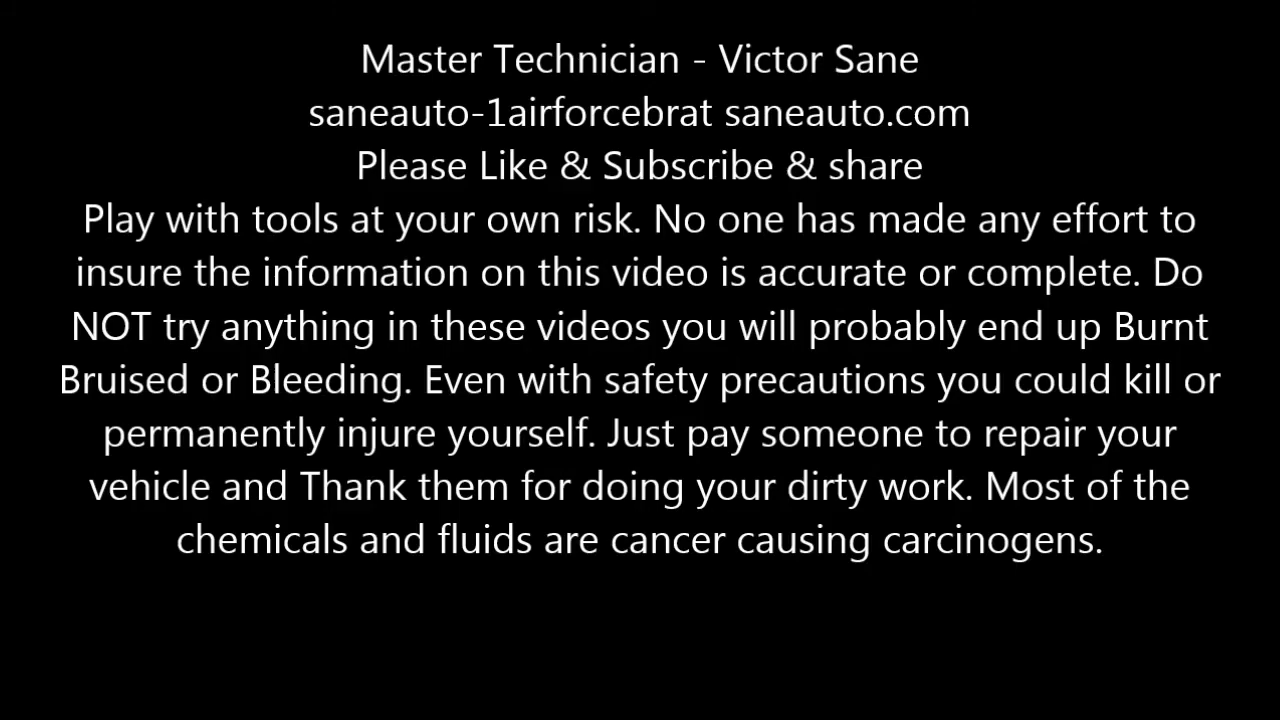 Master Technician - Victor Sane
saneauto-1airforcebrat saneauto.com
Please Like & Subscribe & share
Play with tools at your own risk. No one has made any effort to
insure the information on this video is accurate or complete. Do
NOT try anything in these videos you will probably end up Burnt
Bruised or Bleeding. Even with safety precautions you could kill or
permanently injure yourself. Just pay someone to repair your
vehicle and Thank them for doing your dirty work. Most of the
chemicals and fluids are cancer causing carcinogens.